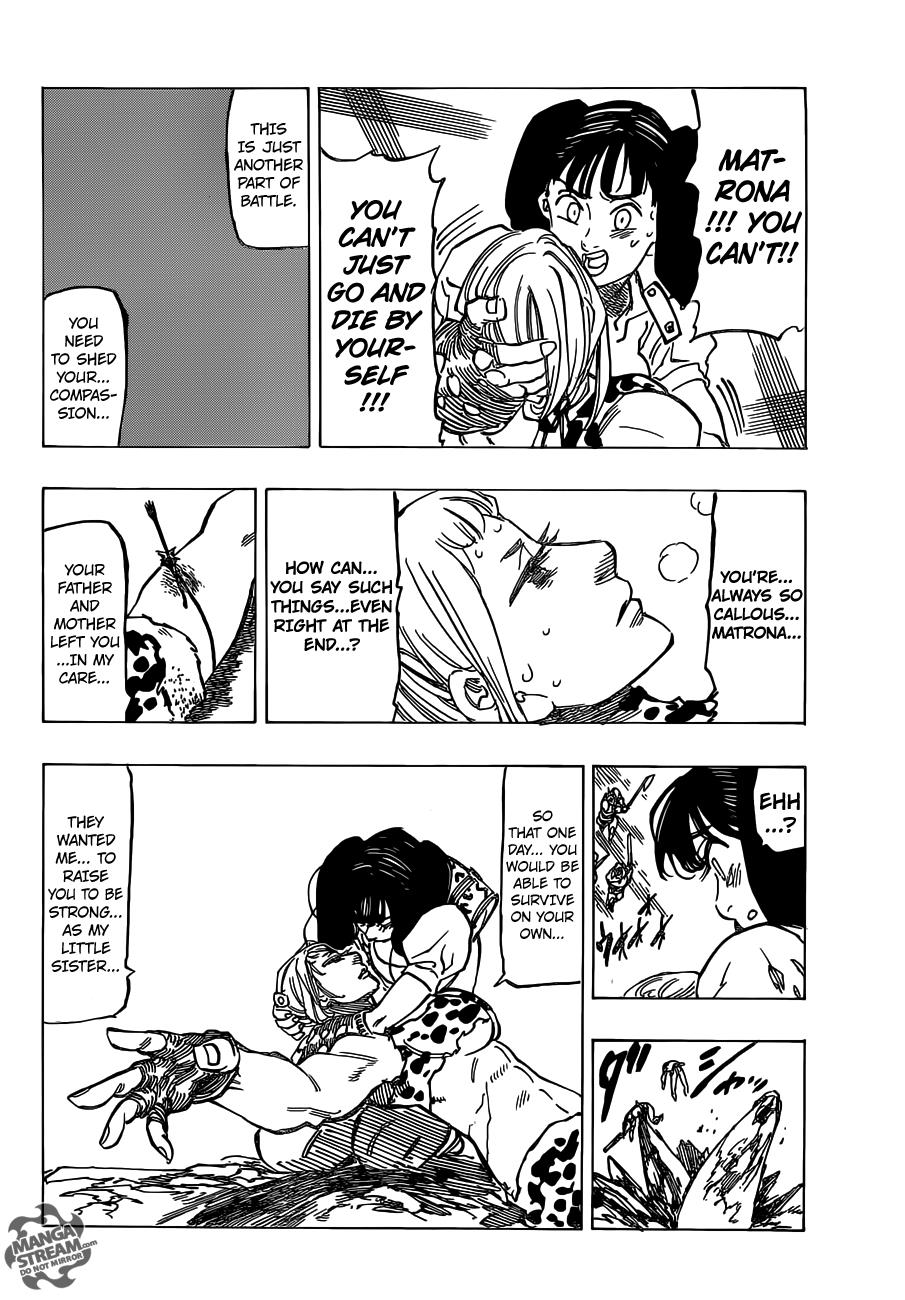 MAT-
RONA
!!! YOU
CAN'T!!
YOU
CAN'T
JUST
GO AND
DIE BY
YOUR-
SELF
!!!
THIS
IS JUST
ANOTHER
PART OF
BATTLE.
YOU
NEED
TO SHED
YOUR...
COMPAS-
SION...
YOU'RE...
ALWAYS SO
CALLOUS...
MATRONA...
HOW CAN...
YOU SAY SUCH
THINGS...EVEN
RIGHT AT THE
END...?
YOUR
FATHER
AND
MOTHER
LEFT YOU
...IN MY
CARE...
EHH
...?
SO
THAT ONE
DAY... YOU
WOULD BE
ABLE TO
SURVIVE
ON YOUR
OWN...
THEY
WANTED
ME... TO
RAISE
YOU TO BE
STRONG...
AS MY
LITTLE
SISTER...
MANGA
STREAM.com
DO NOT MIRROR